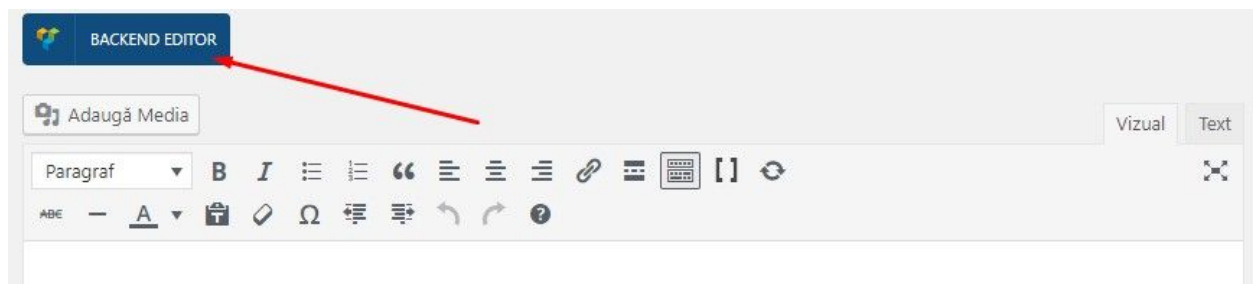 BACKEND EDITOR
Adaugă Media
Vizual Text
Paragraf B I
ABC A Ω